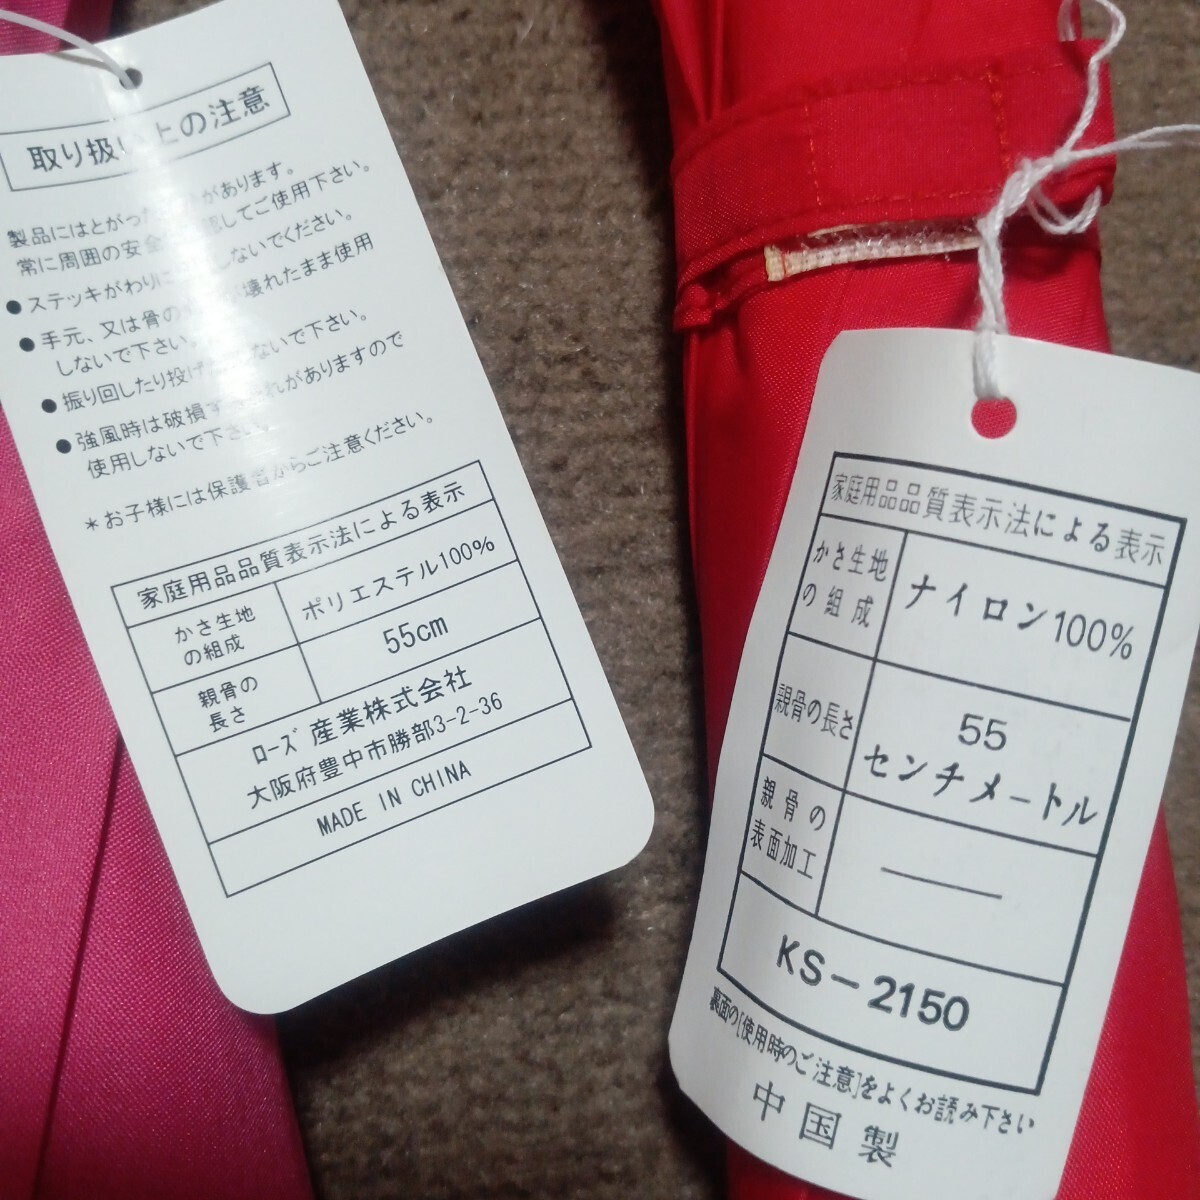 取り扱い上の注意
製品にはとがった があります。
常に周囲の安全 認してご使用下さい。
●ステッキがわりに しないでください。
●手元、又は骨の 壊れたまま使用
しないで下さい。
●振り回したり投げ ないで下さい。
●強風時は破損す 恐れがありますので
使用しないで下さい。
＊お子様には保護者からご注意ください。
家庭用品品質表示法による表示
かさ生地の組成 ポリエステル100%
親骨の長さ 55cm
ローズ 産業株式会社
大阪府豊中市勝部3-2-36
MADE IN CHINA
家庭用品品質表示法による表示
かさ生地の組成 ナイロン100%
親骨の長さ 55センチメートル
親骨の表面加工 ―
KS－2150
裏面の[使用時のご注意]をよくお読み下さい
中国製